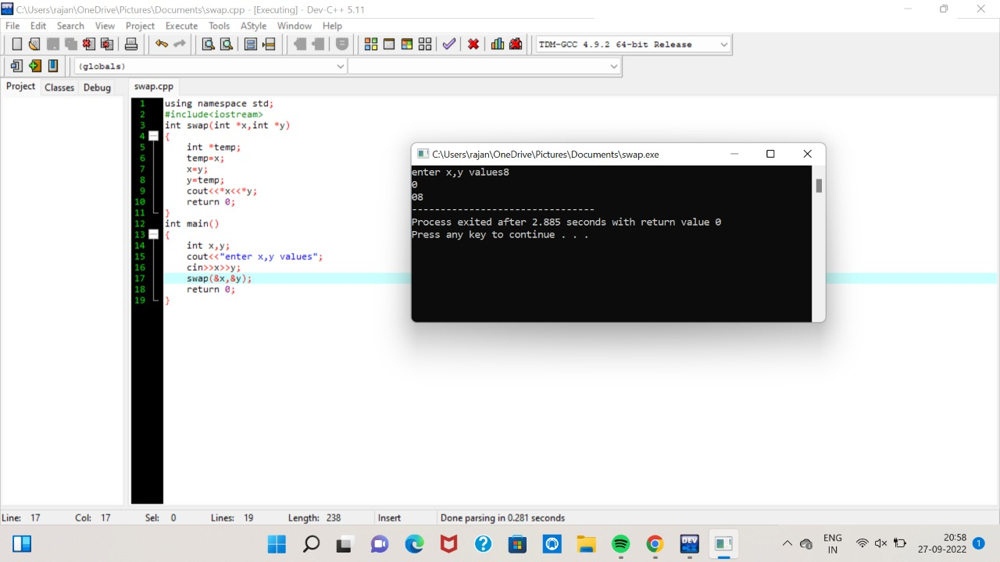 C:\Users\rajan\OneDrive\Pictures\Documents\swap.cpp - [Executing] - Dev-C++ 5.11
File Edit Search View Project Execute Tools AStyle Window Help
TDM-GCC 4.9.2 64-bit Release
(globals)
Project Classes Debug swap.cpp
1 using namespace std;
2 #include<iostream>
3 int swap(int *x,int *y)
4 {
5 int *temp;
6 temp=x;
7 x=y;
8 y=temp;
9 cout<<*x<<*y;
10 return 0;
11 }
12 int main()
13 {
14 int x,y;
15 cout<<"enter x,y values";
16 cin>>x>>y;
17 swap(&x,&y);
18 return 0;
19 }
C:\Users\rajan\OneDrive\Pictures\Documents\swap.exe
enter x,y values8
0
08
--------------------------------
Process exited after 2.885 seconds with return value 0
Press any key to continue . . .
Line: 17 Col: 17 Sel: 0 Lines: 19 Length: 238 Insert Done parsing in 0.281 seconds
DEV C++
ENG
IN
20:58
27-09-2022
1